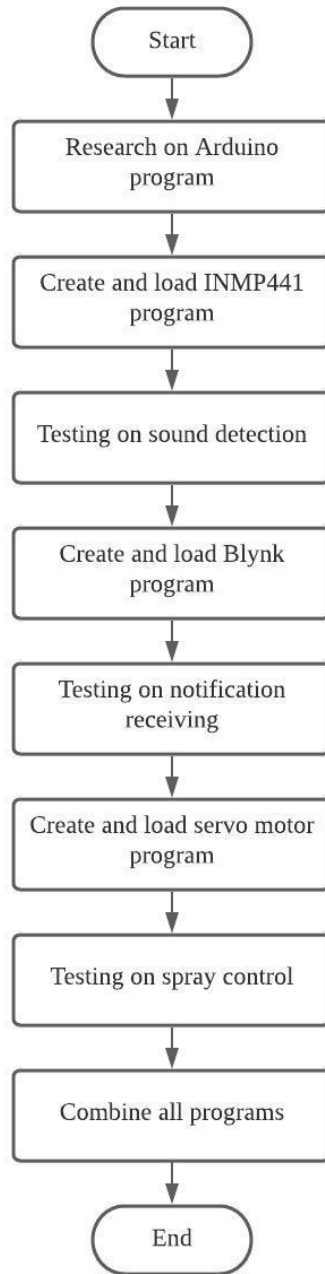 Start
Research on Arduino
program
Create and load INMP441
program
Testing on sound detection
Create and load Blynk
program
Testing on notification
receiving
Create and load servo motor
program
Testing on spray control
Combine all programs
End